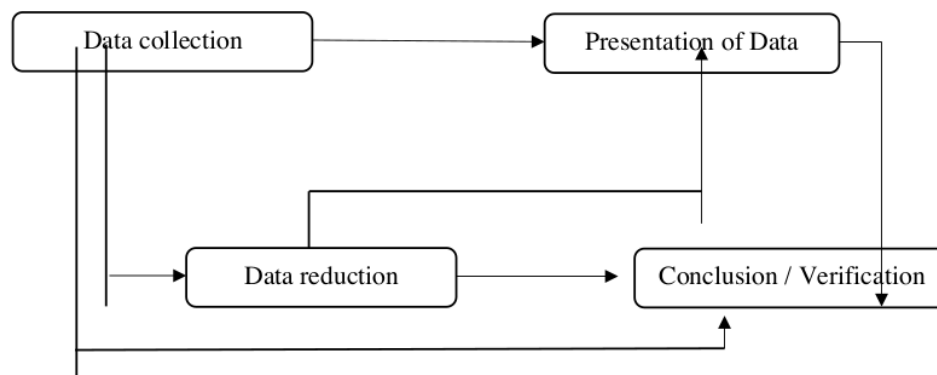 Data collection
Presentation of Data
Data reduction
Conclusion / Verification